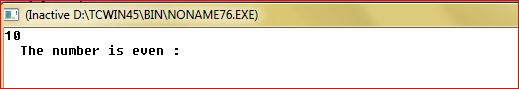 (Inactive D:\TCWIN45\BIN\NONAME76.EXE)
10
The number is even :